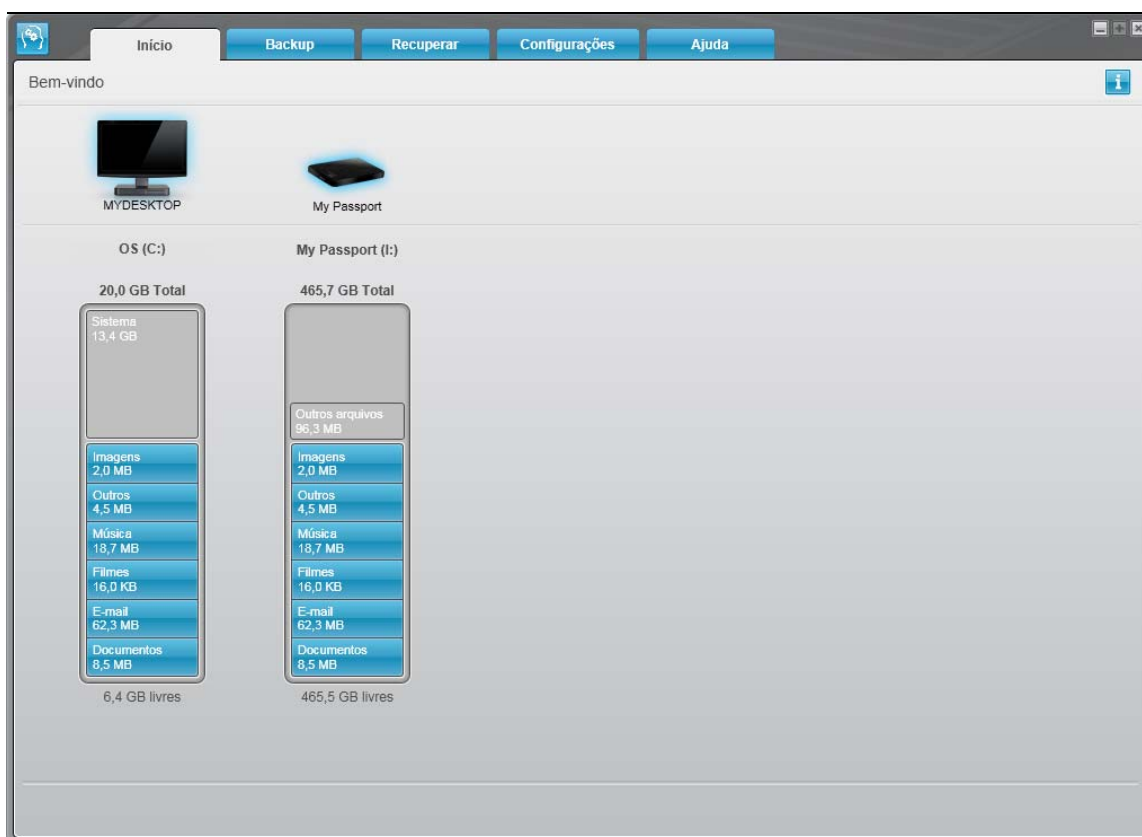 Início Backup Recuperar Configurações Ajuda
Bem-vindo
i
MYDESKTOP My Passport
OS (C:) My Passport (I:)
20,0 GB Total 465,7 GB Total
Sistema
13,4 GB
Imagens
2,0 MB
Outros
4,5 MB
Música
18,7 MB
Filmes
16,0 KB
E-mail
62,3 MB
Documentos
8,5 MB
6,4 GB livres
Outros arquivos
96,3 MB
Imagens
2,0 MB
Outros
4,5 MB
Música
18,7 MB
Filmes
16,0 KB
E-mail
62,3 MB
Documentos
8,5 MB
465,5 GB livres